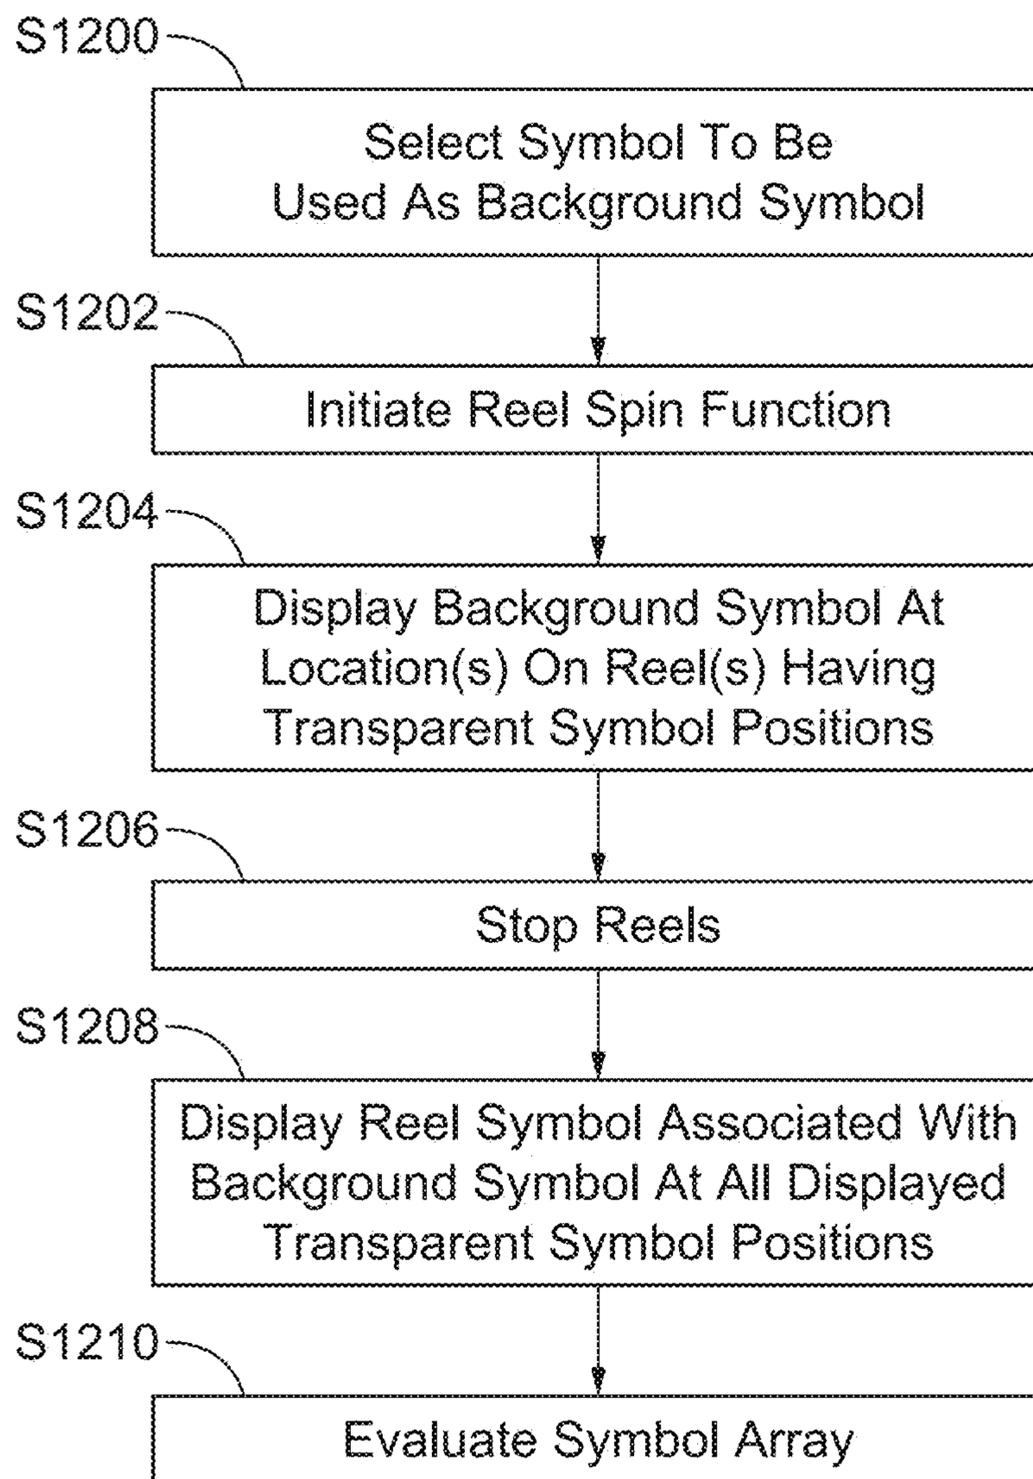 S1200
Select Symbol To Be
Used As Background Symbol
S1202
Initiate Reel Spin Function
S1204
Display Background Symbol At
Location(s) On Reel(s) Having
Transparent Symbol Positions
S1206
Stop Reels
S1208
Display Reel Symbol Associated With
Background Symbol At All Displayed
Transparent Symbol Positions
S1210
Evaluate Symbol Array